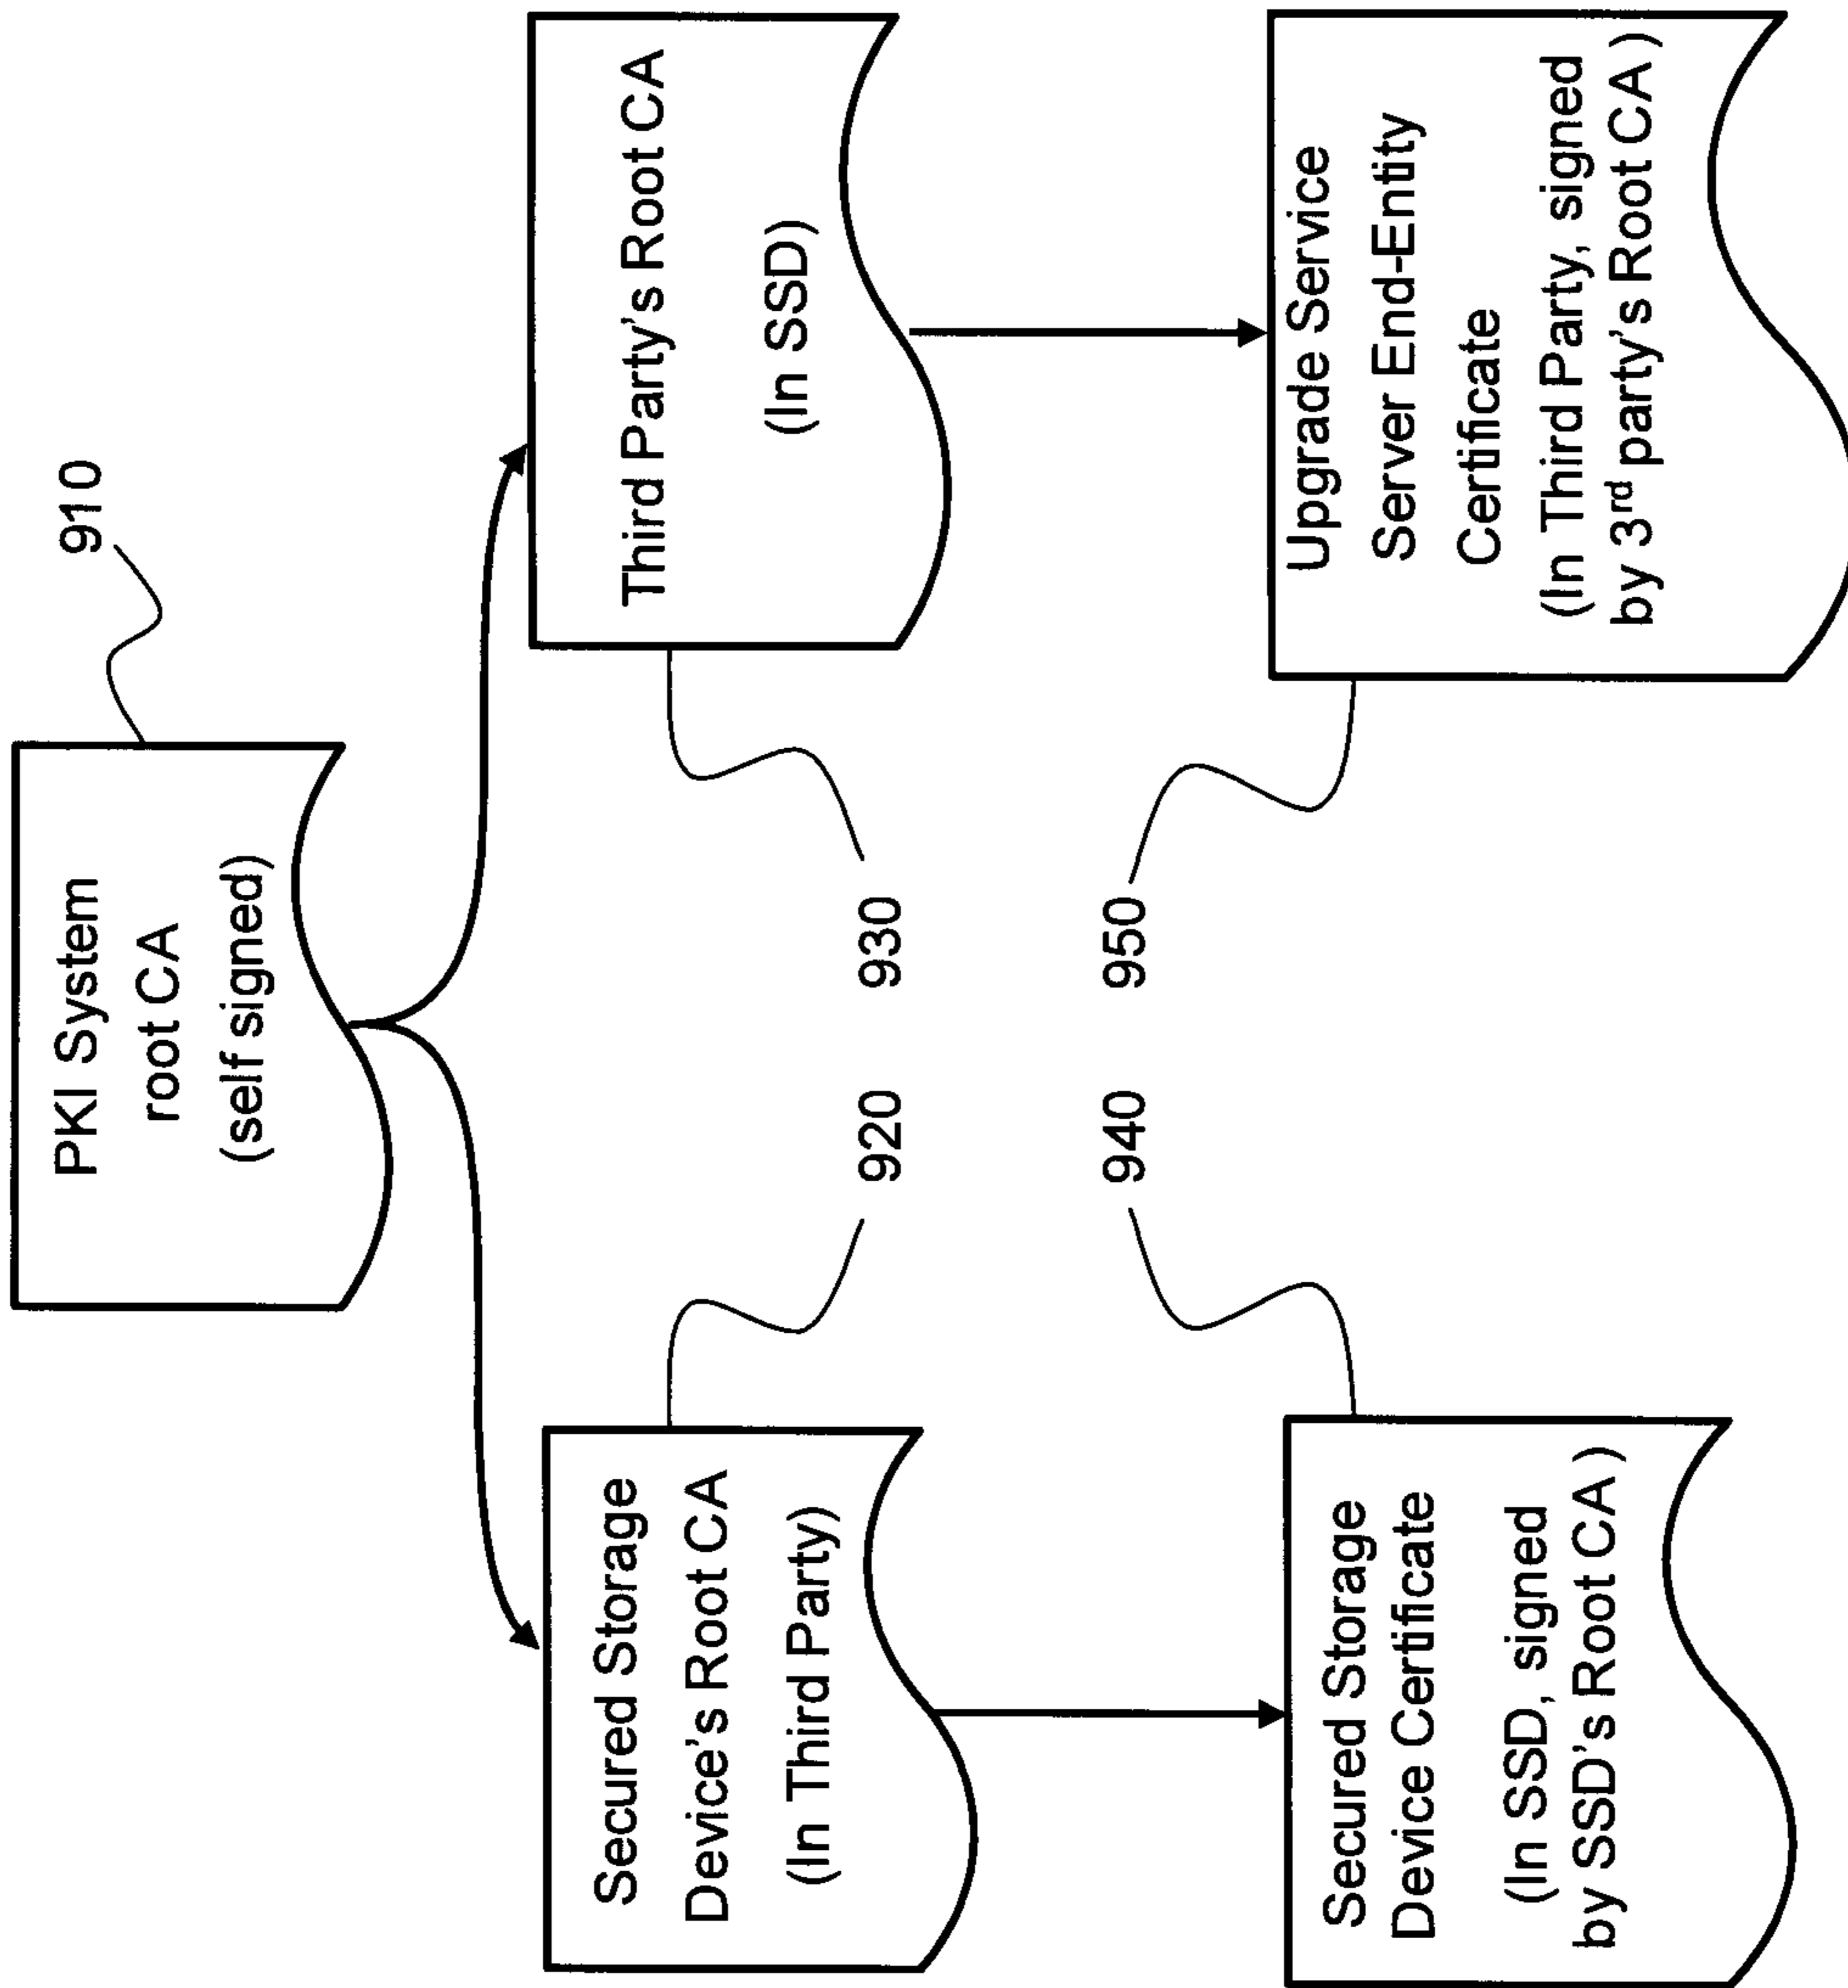 PKI System
root CA
(self signed)
910
Secured Storage
Device's Root CA
(In Third Party)
920
930
Third Party's Root CA
(In SSD)
Secured Storage
Device Certificate
(In SSD, signed
by SSD's Root CA )
940
950
Upgrade Service
Server End-Entity
Certificate
(In Third Party, signed
by 3rd party's Root CA )